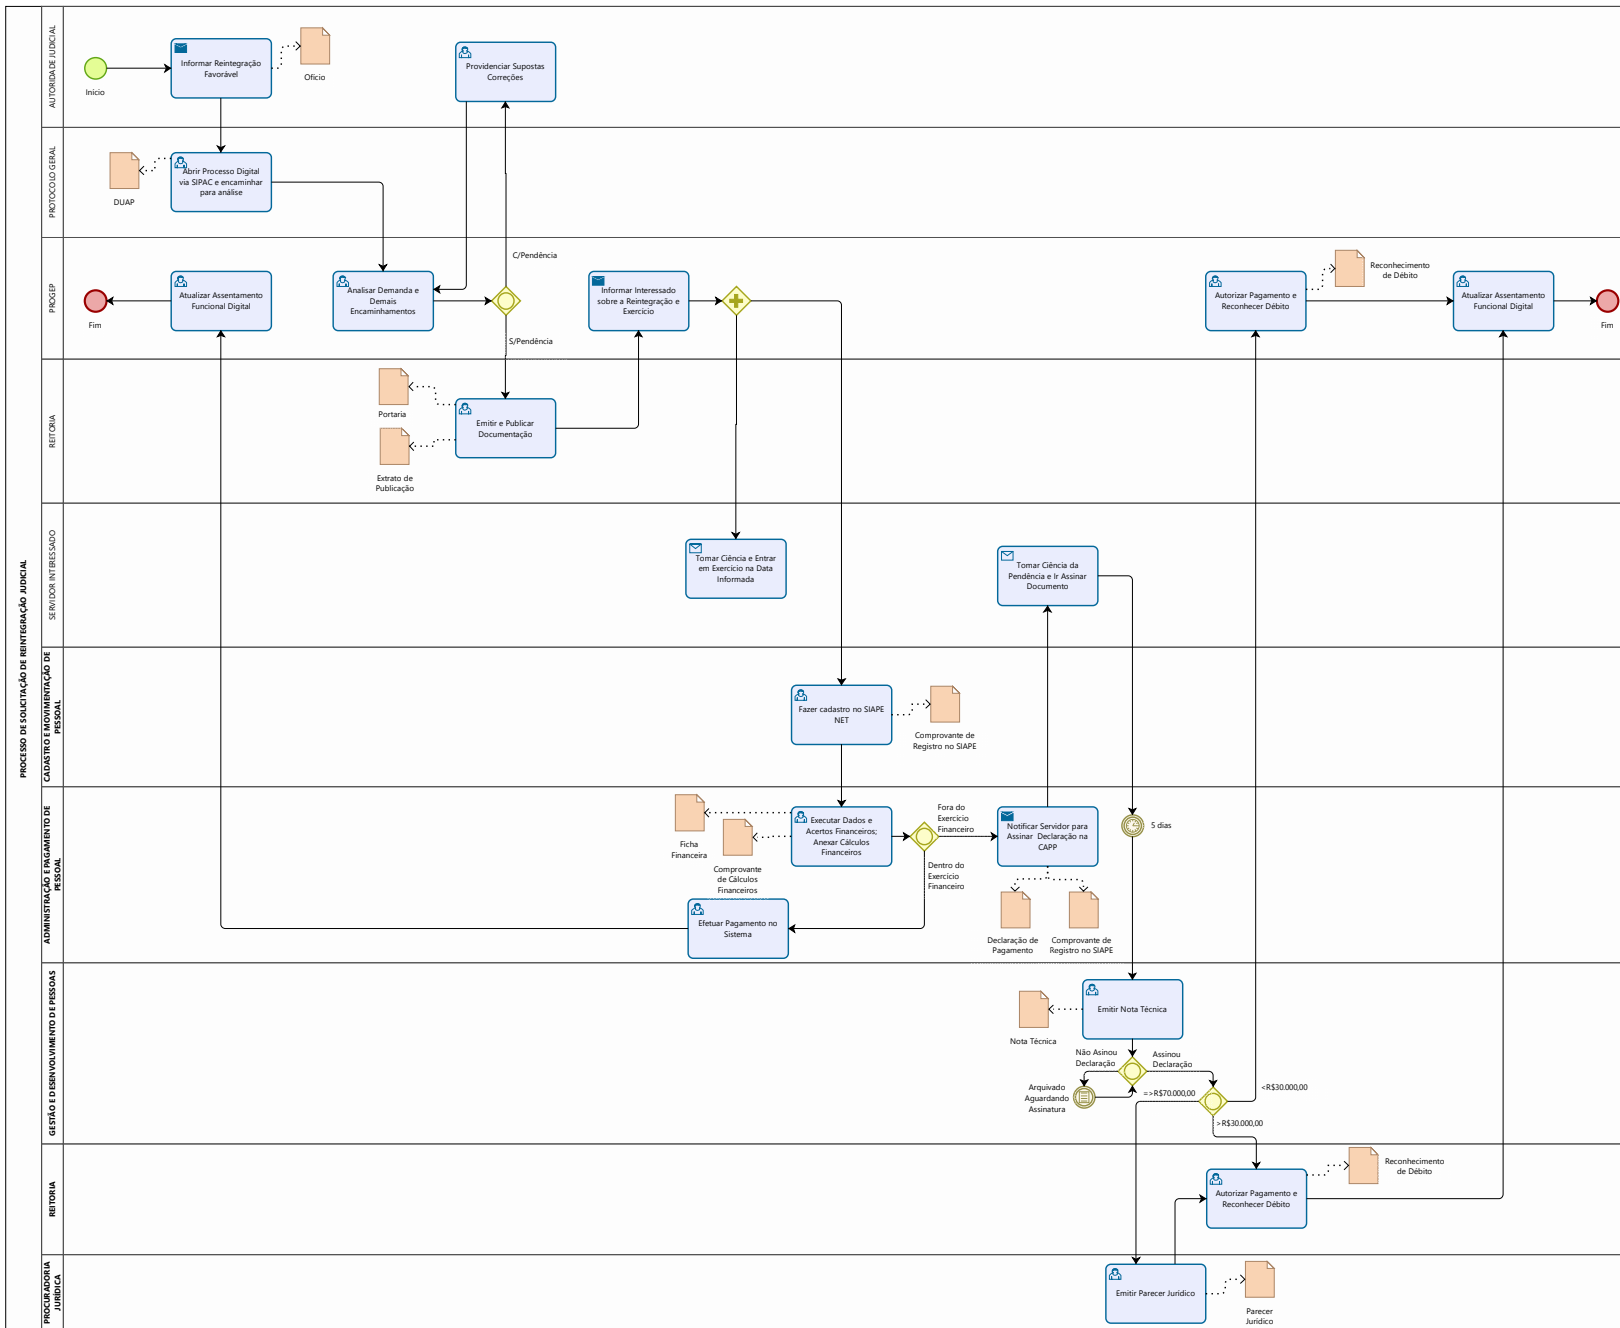 PROCESSO DE SOLICITAÇÃO DE REINTEGRAÇÃO JUDICIAL
AUTORIDADE JUDICIAL
Início
Informar Reintegração
Favorável
Ofício
Providenciar Supostas
Correções
PROTOCOLO GERAL
DUAP
Abrir Processo Digital
via SIPAC e encaminhar
para análise
PROGEP
Fim
Atualizar Assentamento
Funcional Digital
Analisar Demanda e
Demais
Encaminhamentos
C/Pendência
S/Pendência
Informar Interessado
sobre a Reintegração e
Exercício
Autorizar Pagamento e
Reconhecer Débito
Reconhecimento
de Débito
Atualizar Assentamento
Funcional Digital
Fim
REITORIA
Portaria
Extrato de
Publicação
Emitir e Publicar
Documentação
SERVIDOR INTERESSADO
Tomar Ciência e Entrar
em Exercício na Data
Informada
Tomar Ciência da
Pendência e Ir Assinar
Documento
CADASTRO E MOVIMENTAÇÃO DE
PESSOAL
Fazer cadastro no SIAPE
NET
Comprovante de
Registro no SIAPE
ADMINISTRAÇÃO E PAGAMENTO DE
PESSOAL
Ficha
Financeira
Comprovante
de Cálculos
Financeiros
Executar Dados e
Acertos Financeiros;
Anexar Cálculos
Financeiros
Fora do
Exercício
Financeiro
Dentro do
Exercício
Financeiro
Notificar Servidor para
Assinar Declaração na
CAPP
5 dias
Declaração de
Pagamento
Comprovante de
Registro no SIAPE
Efetuar Pagamento no
Sistema
GESTÃO E DESENVOLVIMENTO DE PESSOAS
Nota Técnica
Emitir Nota Técnica
Não Asinou
Declaração
Assinou
Declaração
Arquivado
Aguardando
Assinatura
=>R$70.000,00
<R$30.000,00
>R$30.000,00
REITORIA
Autorizar Pagamento e
Reconhecer Débito
Reconhecimento
de Débito
PROCURADORIA
JURÍDICA
Emitir Parecer Jurídico
Parecer
Jurídico